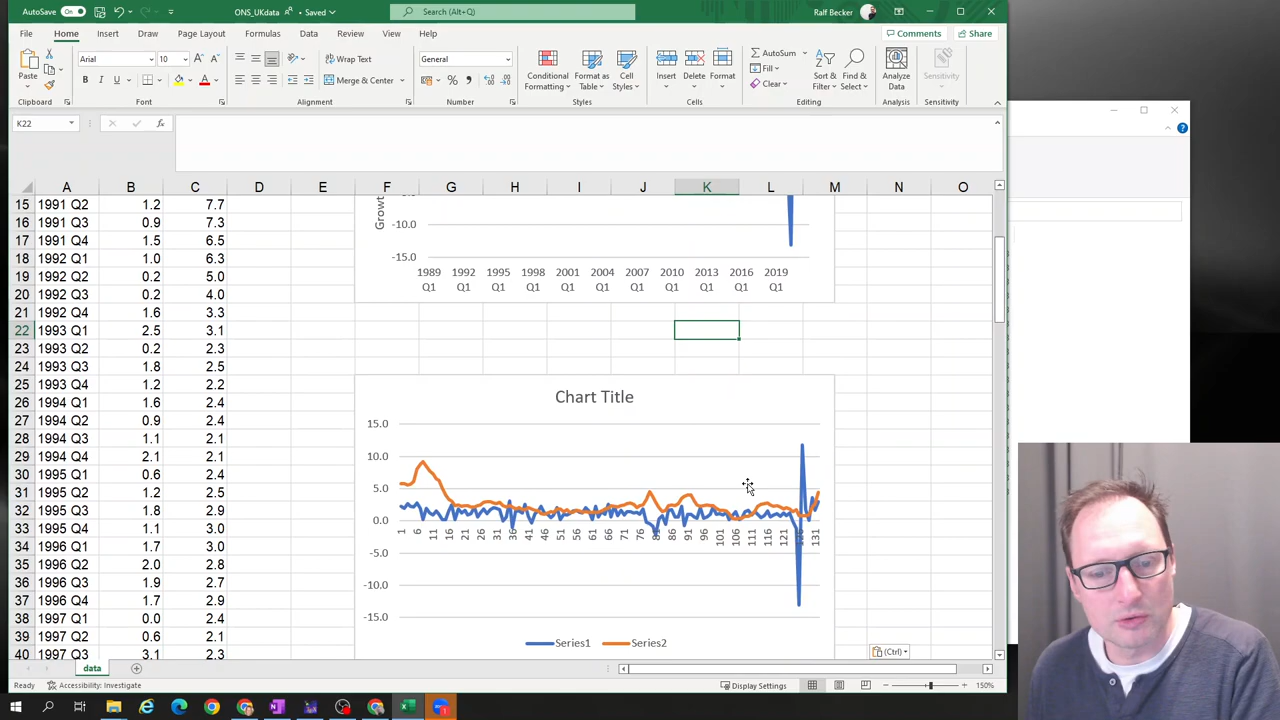 AutoSave On ONS_UKdata • Saved Search (Alt+Q) Ralf Becker
File Home Insert Draw Page Layout Formulas Data Review View Help Comments Share
Paste Arial 10 Wrap Text General Conditional Formatting Format as Table Cell Styles Insert Delete Format AutoSum Fill Clear Sort & Filter Find & Select Analyze Data Sensitivity
B I U Merge & Center
Clipboard Font Alignment Number Styles Cells Editing Analysis Sensitivity
K22 fx
A B C D E F G H I J K L M N O
15 1991 Q2 1.2 7.7
16 1991 Q3 0.9 7.3 -10.0
17 1991 Q4 1.5 6.5 -15.0
Growt
18 1992 Q1 1.0 6.3
19 1992 Q2 0.2 5.0 1989 1992 1995 1998 2001 2004 2007 2010 2013 2016 2019
20 1992 Q3 0.2 4.0 Q1 Q1 Q1 Q1 Q1 Q1 Q1 Q1 Q1 Q1 Q1
21 1992 Q4 1.6 3.3
22 1993 Q1 2.5 3.1
23 1993 Q2 0.2 2.3
24 1993 Q3 1.8 2.5
25 1993 Q4 1.2 2.2 Chart Title
26 1994 Q1 1.6 2.4
27 1994 Q2 0.9 2.4 15.0
28 1994 Q3 1.1 2.1
29 1994 Q4 2.1 2.1 10.0
30 1995 Q1 0.6 2.4
31 1995 Q2 1.2 2.5 5.0
32 1995 Q3 1.8 2.9
33 1995 Q4 1.1 3.0 0.0
1 6 11 16 21 26 31 36 41 46 51 56 61 66 71 76 81 86 91 96 101 106 111 116 121 131
34 1996 Q1 1.7 3.0
35 1996 Q2 2.0 2.8 -5.0
36 1996 Q3 1.9 2.7
37 1996 Q4 1.7 2.9 -10.0
38 1997 Q1 0.0 2.4 -15.0
39 1997 Q2 0.6 2.1 Series1 Series2
40 1997 Q3 3.1 2.3 (Ctrl)
data
Ready Accessibility: Investigate Display Settings 150%